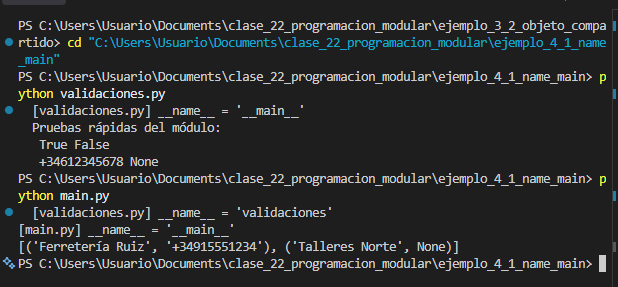 PS C:\Users\Usuario\Documents\clase_22_programacion_modular\ejemplo_3_2_objeto_compa
rtido> cd "C:\Users\Usuario\Documents\clase_22_programacion_modular\ejemplo_4_1_name
_main"
PS C:\Users\Usuario\Documents\clase_22_programacion_modular\ejemplo_4_1_name_main> p
ython validaciones.py
[validaciones.py] __name__ = '__main__'
Pruebas rápidas del módulo:
True False
+34612345678 None
PS C:\Users\Usuario\Documents\clase_22_programacion_modular\ejemplo_4_1_name_main> p
ython main.py
[validaciones.py] __name__ = 'validaciones'
[main.py] __name__ = '__main__'
[('Ferretería Ruiz', '+34915551234'), ('Talleres Norte', None)]
PS C:\Users\Usuario\Documents\clase_22_programacion_modular\ejemplo_4_1_name_main>